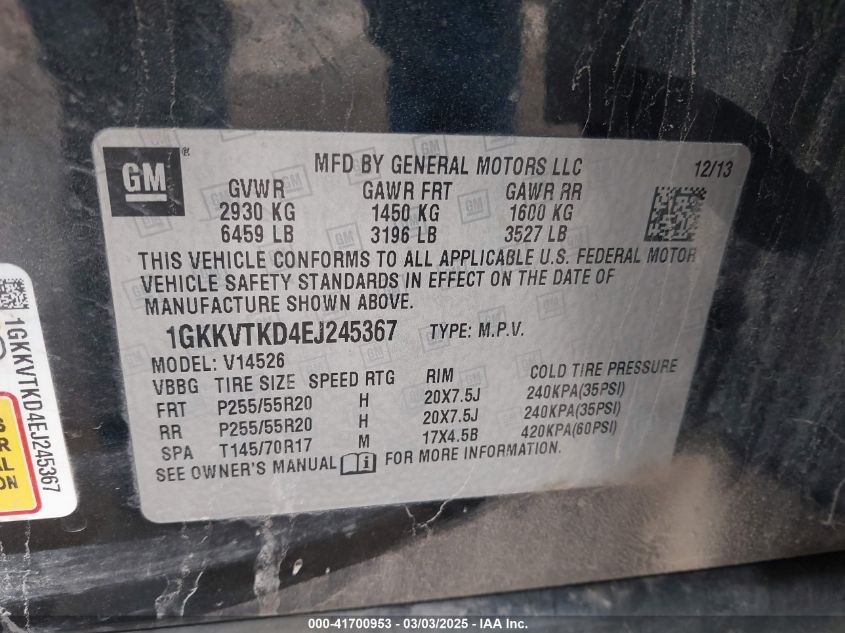 GM ®
MFD BY GENERAL MOTORS LLC 12/13
GVWR GAWR FRT GAWR RR
2930 KG 1450 KG 1600 KG
6459 LB 3196 LB 3527 LB
THIS VEHICLE CONFORMS TO ALL APPLICABLE U.S. FEDERAL MOTOR
VEHICLE SAFETY STANDARDS IN EFFECT ON THE DATE OF
MANUFACTURE SHOWN ABOVE.
1GKKVTKD4EJ245367 TYPE: M.P.V.
MODEL: V14526
VBBG TIRE SIZE SPEED RTG RIM COLD TIRE PRESSURE
FRT P255/55R20 H 20X7.5J 240KPA(35PSI)
RR P255/55R20 H 20X7.5J 240KPA(35PSI)
SPA T145/70R17 M 17X4.5B 420KPA(60PSI)
SEE OWNER'S MANUAL i FOR MORE INFORMATION.
1GKKVTKD4EJ245367
000-41700953 - 03/03/2025 - IAA Inc.